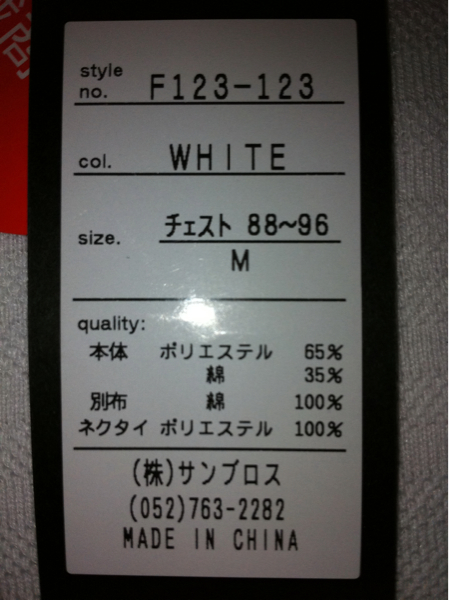 style no. F123-123
col. WHITE
size. チェスト 88~96
M
quality:
本体 ポリエステル 65%
綿 35%
別布 綿 100%
ネクタイ ポリエステル 100%
(株)サンブロス
(052)763-2282
MADE IN CHINA